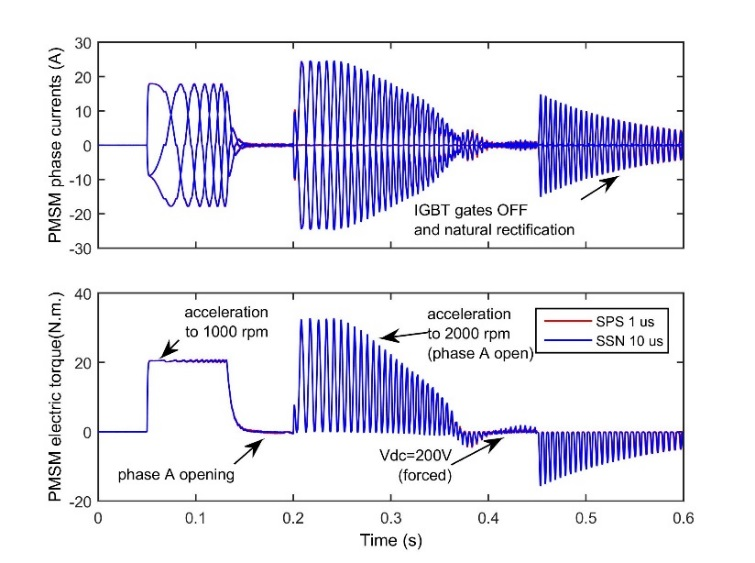 30
20
10
0
-10
-20
-30
PMSM phase currents (A)
IGBT gates OFF
and natural rectification
40
20
0
-20
PMSM electric torque(N.m.)
acceleration
to 1000 rpm
acceleration
to 2000 rpm
(phase A open)
SPS 1 us
SSN 10 us
phase A opening
Vdc=200V
(forced)
0
0.1
0.2
0.3
0.4
0.5
0.6
Time (s)